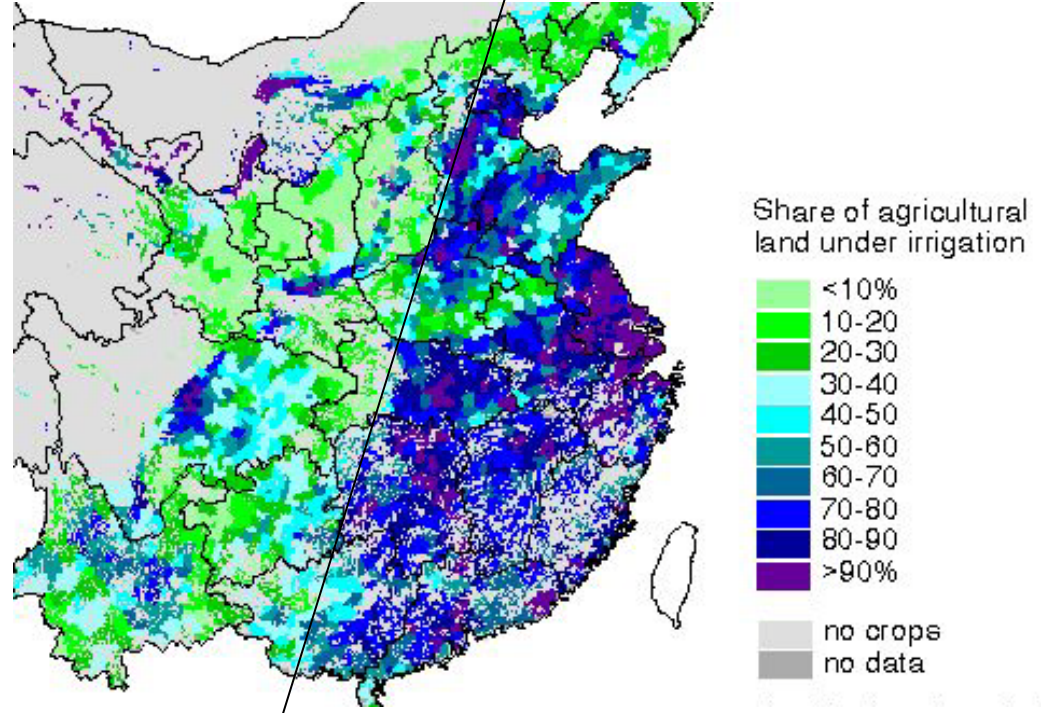 Share of agricultural
land under irrigation
<10%
10-20
20-30
30-40
40-50
50-60
60-70
70-80
80-90
>90%
no crops
no data